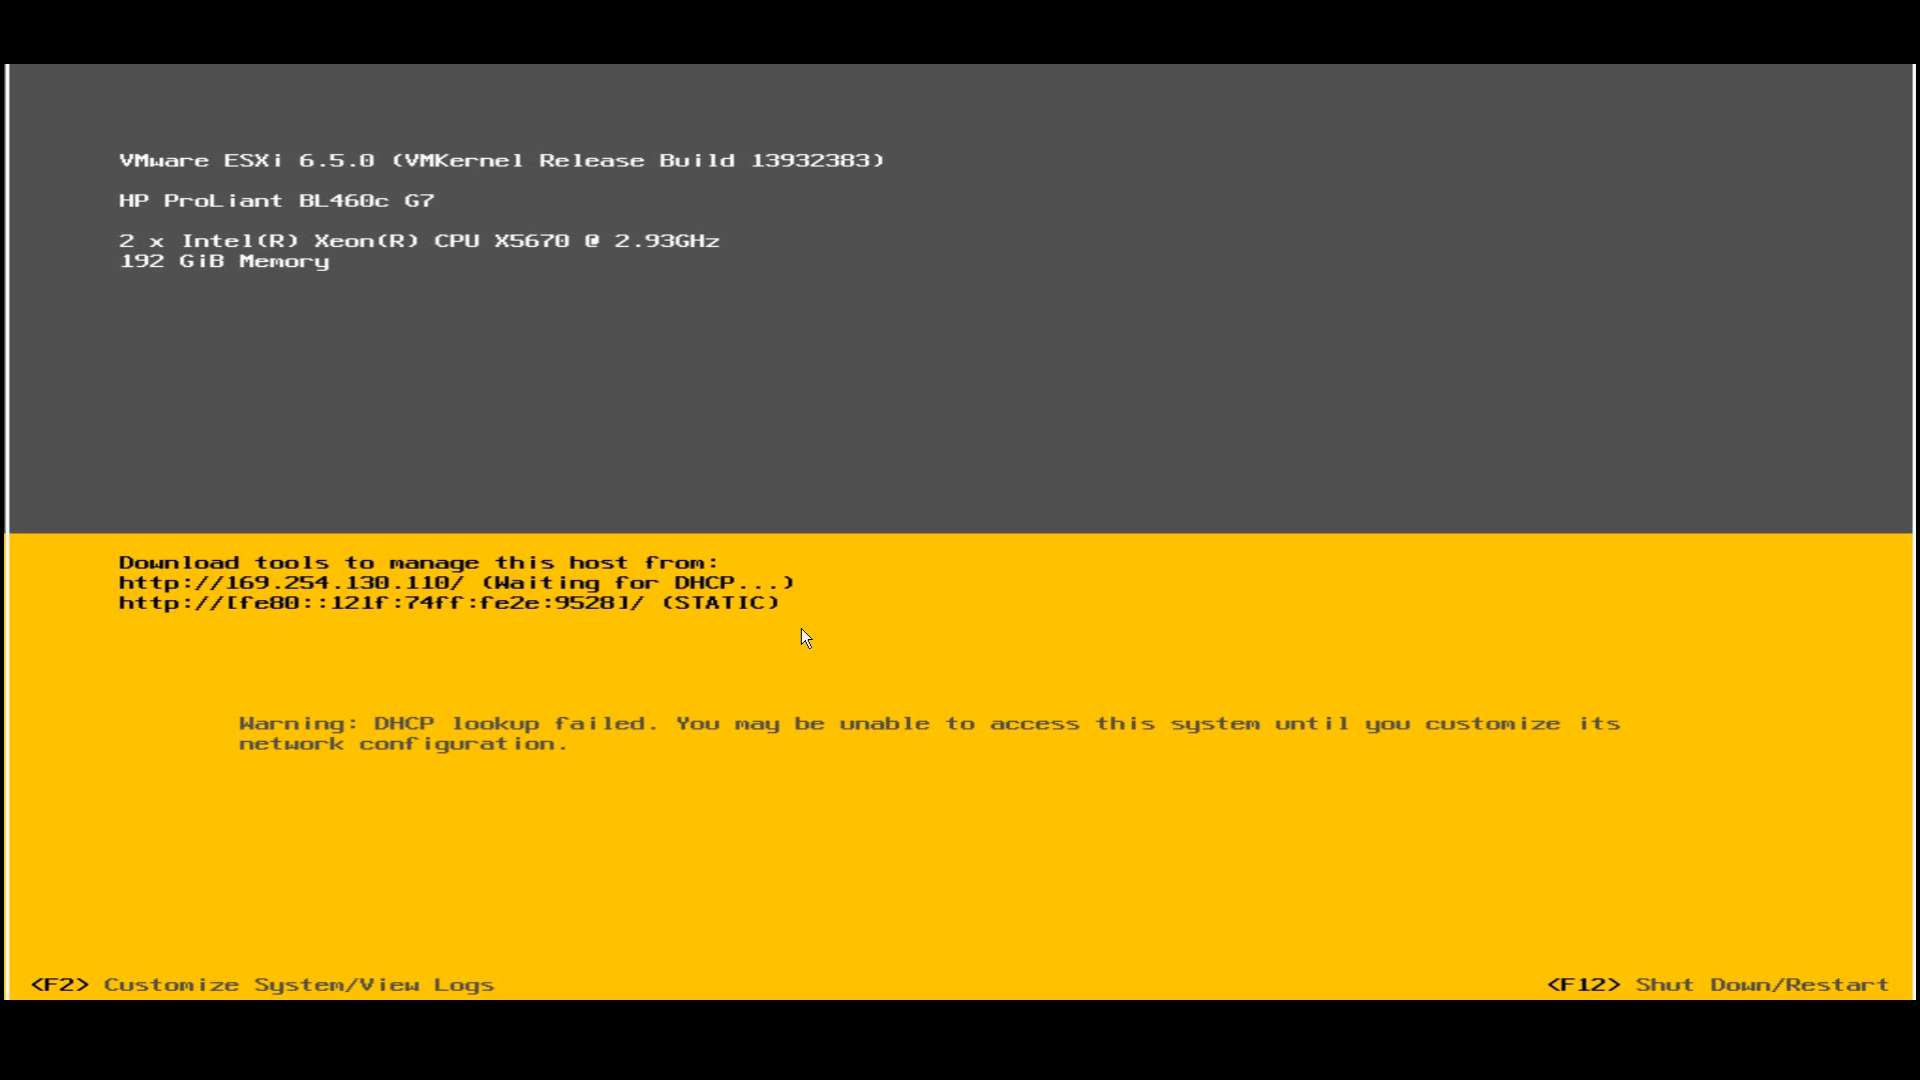 VMware ESXi 6.5.0 (VMKernel Release Build 13932383)
HP ProLiant BL460c G7
2 x Intel(R) Xeon(R) CPU X5670 @ 2.93GHz
192 GiB Memory
Download tools to manage this host from:
http://169.254.130.110/ (Waiting for DHCP...)
http://[fe80::121f:74ff:fe2e:9528]/ (STATIC)
Warning: DHCP lookup failed. You may be unable to access this system until you customize its
network configuration.
<F2> Customize System/View Logs
<F12> Shut Down/Restart